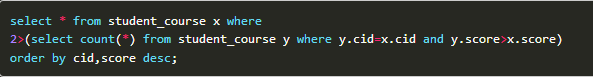 select * from student_course x where
2>(select count(*) from student_course y where y.cid=x.cid and y.score>x.score)
order by cid,score desc;